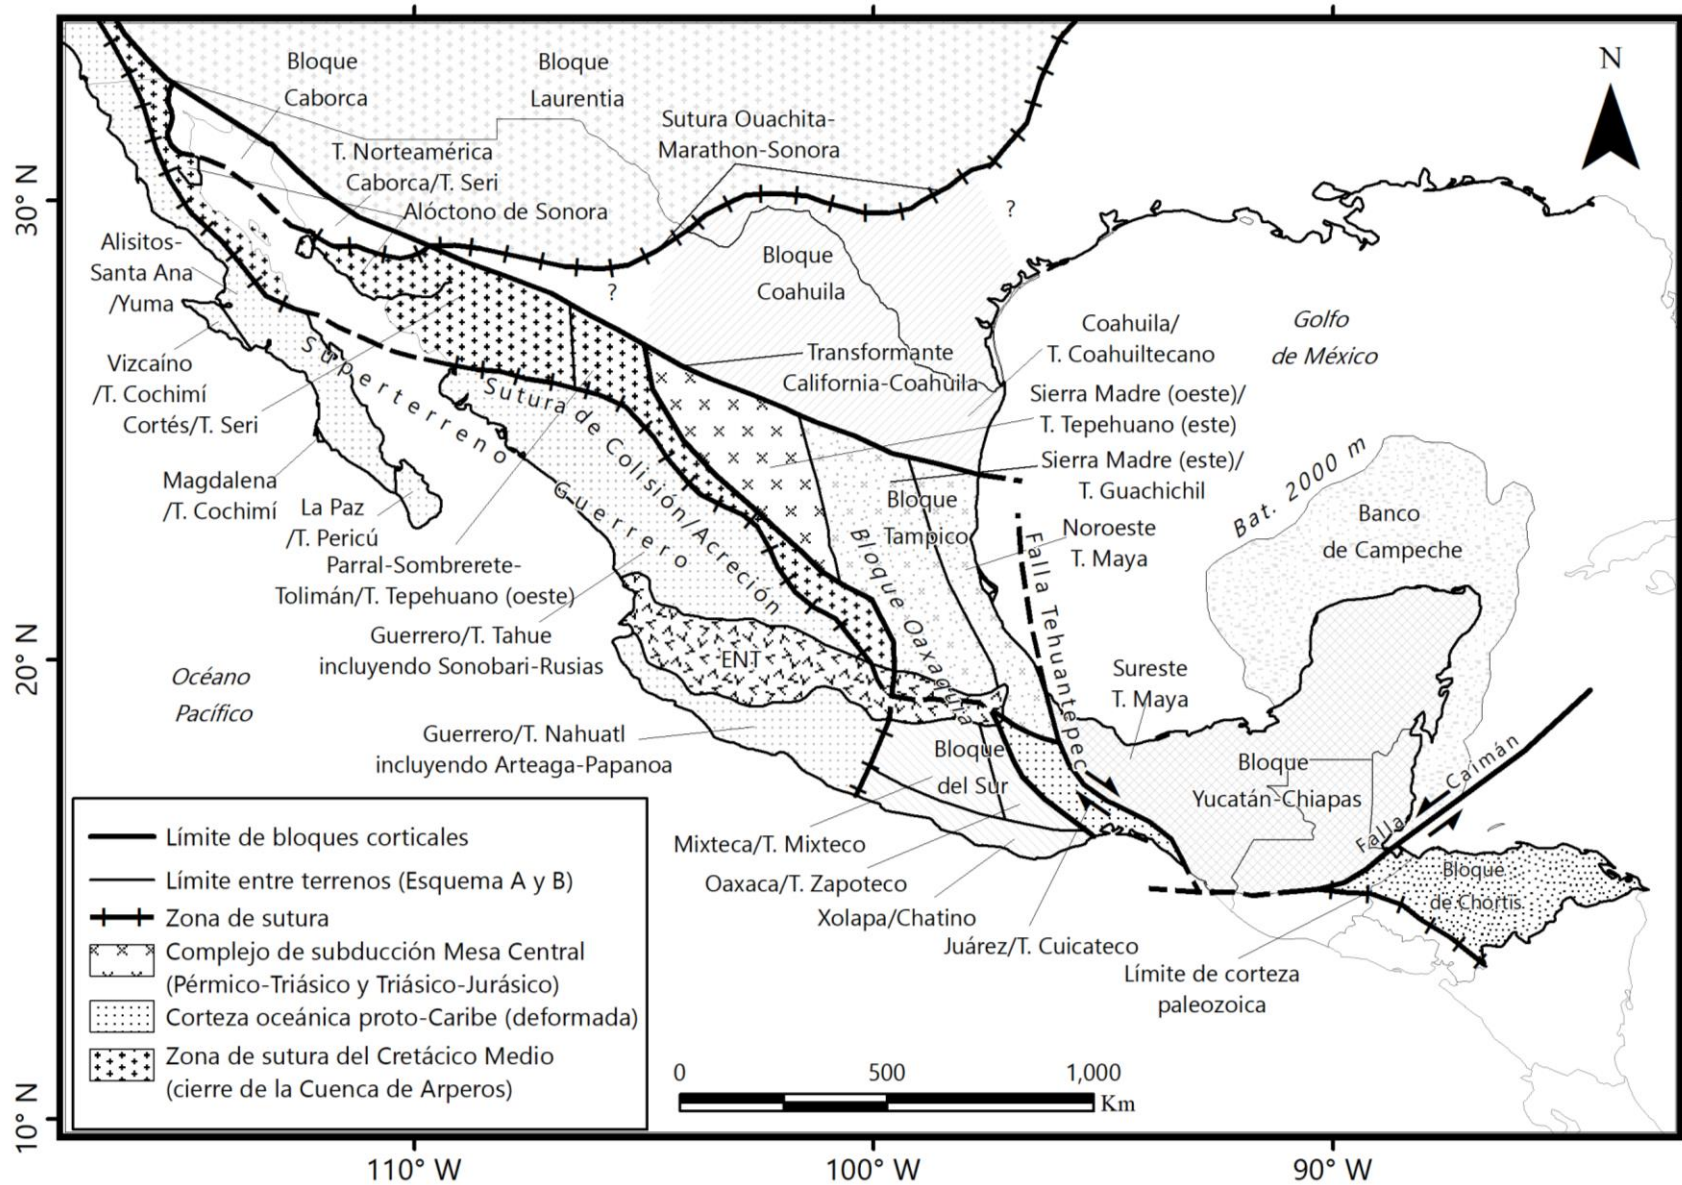 Bloque
Caborca
Bloque
Laurentia
N
Sutura Ouachita-
Marathon-Sonora
T. Norteamérica
Caborca/T. Seri
Alóctono de Sonora
?
30° N
Alisitos-
Santa Ana
/Yuma
Bloque
Coahuila
?
Golfo
de México
Coahuila/
T. Coahuiltecano
Vizcaíno
/T. Cochimí
Cortés/T. Seri
Transformante
California-Coahuila
Sierra Madre (oeste)/
T. Tepehuano (este)
Superterreno
Guerrero
Sutura de Colisión/Acreción
Sierra Madre (este)/
T. Guachichil
Magdalena
/T. Cochimí
La Paz
/T. Pericú
Bloque
Tampico
Bloque Oaxaquia
Noroeste
T. Maya
Falla Tehuantepec
Bat. 2000 m
Banco
de Campeche
Parral-Sombrerete-
Tolimán/T. Tepehuano (oeste)
Guerrero/T. Tahue
incluyendo Sonobari-Rusias
20° N
Océano
Pacífico
ENT
Sureste
T. Maya
Guerrero/T. Nahuatl
incluyendo Arteaga-Papanoa
Bloque
del Sur
Bloque
Yucatán-Chiapas
Falla Caimán
Mixteca/T. Mixteco
Oaxaca/T. Zapoteco
Xolapa/Chatino
Juárez/T. Cuicateco
Bloque
de Chortis
Límite de corteza
paleozoica
Límite de bloques corticales
Límite entre terrenos (Esquema A y B)
Zona de sutura
Complejo de subducción Mesa Central
(Pérmico-Triásico y Triásico-Jurásico)
Corteza oceánica proto-Caribe (deformada)
Zona de sutura del Cretácico Medio
(cierre de la Cuenca de Arperos)
0 500 1,000
Km
10° N
110° W 100° W 90° W